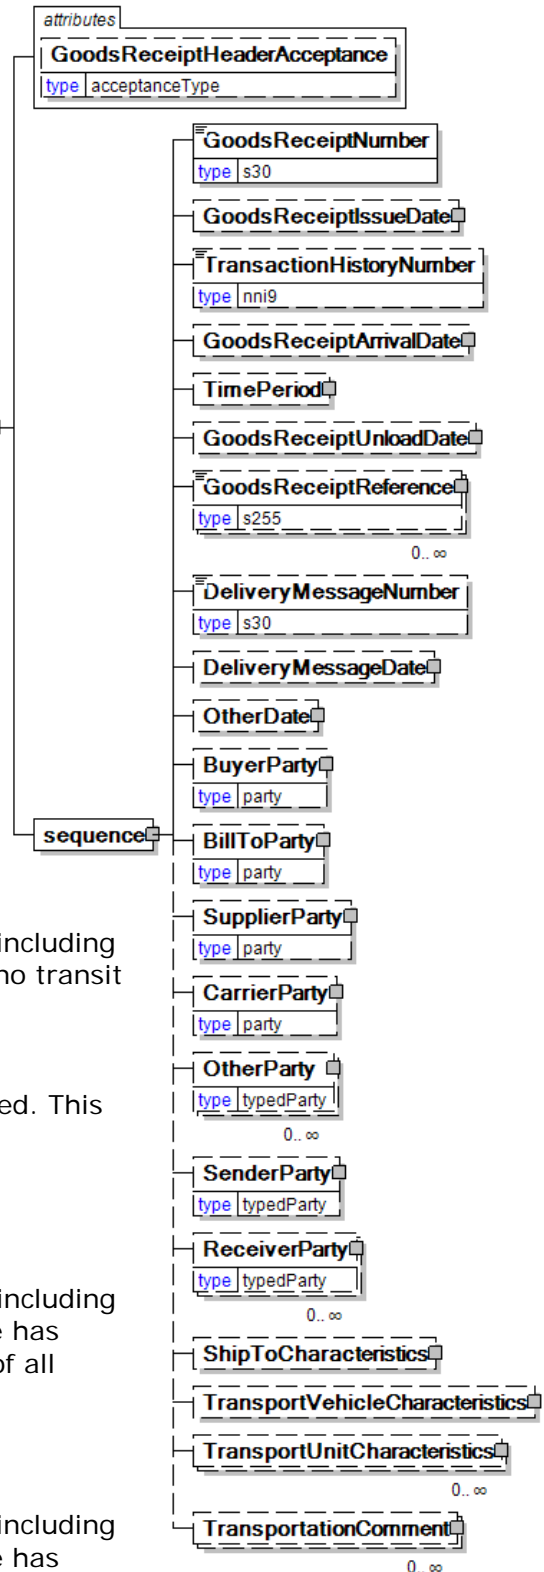 attributes
GoodsReceiptHeaderAcceptance
type acceptanceType
GoodsReceiptNumber
type s30
GoodsReceiptIssueDate
TransactionHistoryNumber
type nni9
GoodsReceiptArrivalDate
TimePeriod
GoodsReceiptUnloadDate
GoodsReceiptReference
type s255
0.. ∞
DeliveryMessageNumber
type s30
DeliveryMessageDate
OtherDate
BuyerParty
type party
sequence
BillToParty
type party
SupplierParty
including
type party
no transit
CarrierParty
type party
OtherParty
type typedParty
ed. This
0.. ∞
SenderParty
type typedParty
ReceiverParty
type typedParty
including
0.. ∞
e has
ShipToCharacteristics
of all
TransportVehicleCharacteristics
TransportUnitCharacteristics
0.. ∞
including
TransportationComment
e has
0.. ∞